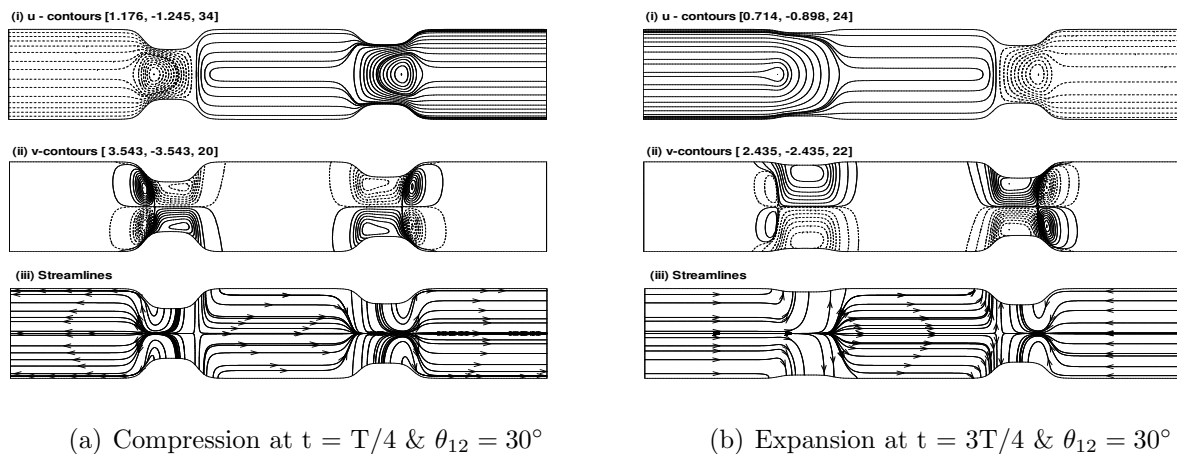 (i) u - contours [1.176, -1.245, 34]
(ii) v-contours [ 3.543, -3.543, 20]
(iii) Streamlines
(a) Compression at t = T/4 & θ12 = 30°
(i) u - contours [0.714, -0.898, 24]
(ii) v-contours [ 2.435, -2.435, 22]
(iii) Streamlines
(b) Expansion at t = 3T/4 & θ12 = 30°